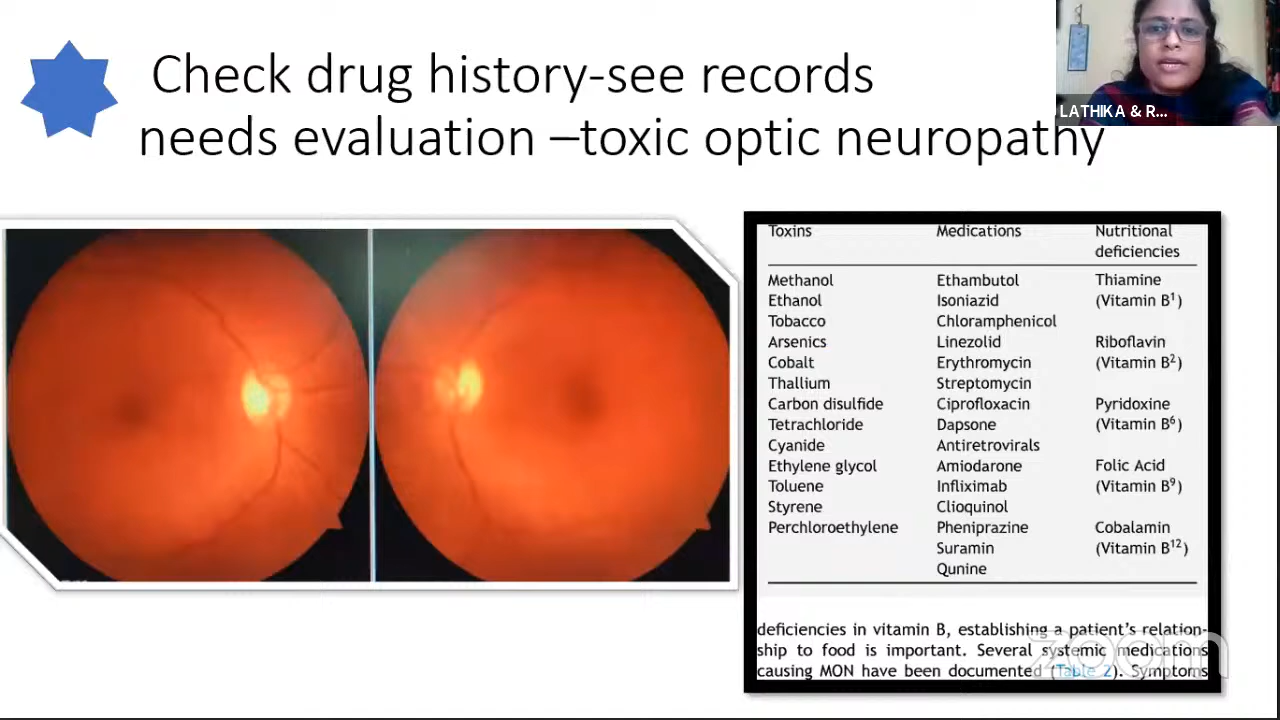 Check drug history-see records
needs evaluation –toxic optic neuropathy
LATHIKA & R...
Toxins Medications Nutritional
deficiencies
Methanol Ethambutol Thiamine
Ethanol Isoniazid (Vitamin B¹)
Tobacco Chloramphenicol
Arsenics Linezolid Riboflavin
Cobalt Erythromycin (Vitamin B²)
Thallium Streptomycin
Carbon disulfide Ciprofloxacin Pyridoxine
Tetrachloride Dapsone (Vitamin B⁶)
Cyanide Antiretrovirals
Ethylene glycol Amiodarone Folic Acid
Toluene Infliximab (Vitamin B⁹)
Styrene Clioquinol
Perchloroethylene Pheniprazine Cobalamin
Suramin (Vitamin B¹²)
Qunine
deficiencies in vitamin B, establishing a patient's relation-
ship to food is important. Several systemic medications
causing MON have been documented (Table 2). Symptoms
zoom